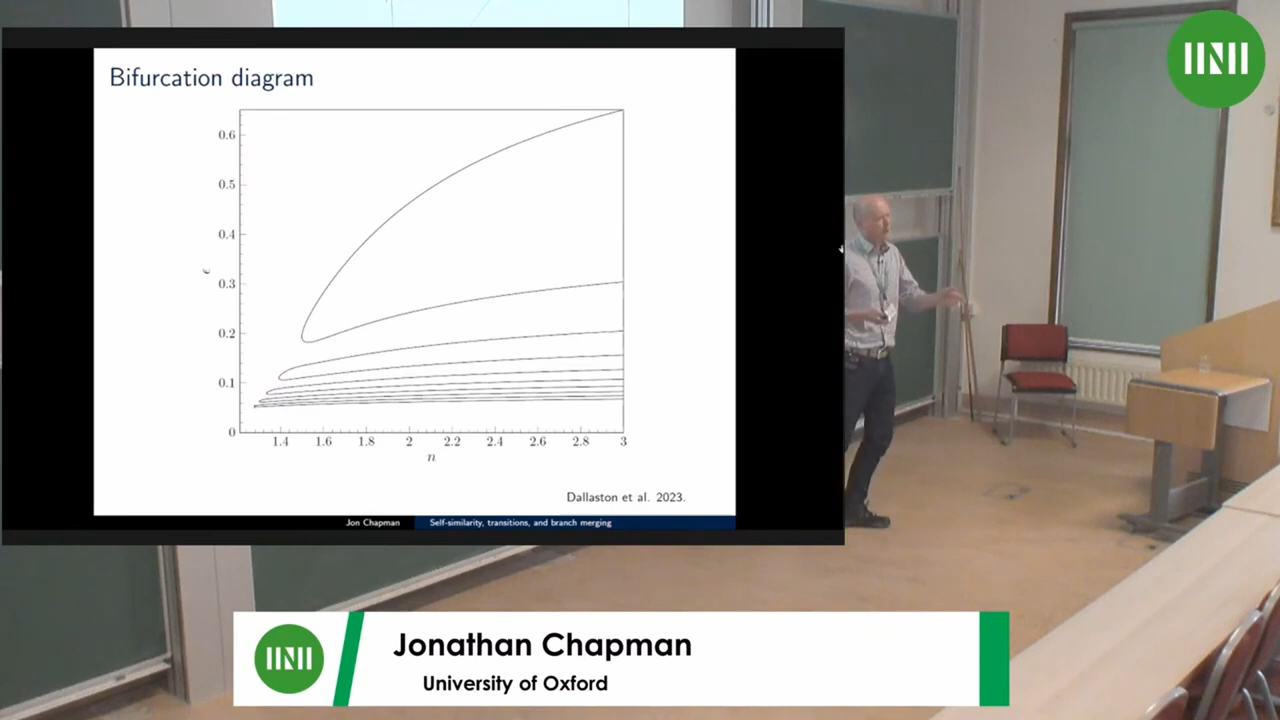 Bifurcation diagram
0.6
0.5
0.4
ϵ
0.3
0.2
0.1
0
1.4 1.6 1.8 2 2.2 2.4 2.6 2.8 3
n
Dallaston et al. 2023.
Jon Chapman Self-similarity, transitions, and branch merging
Jonathan Chapman
University of Oxford